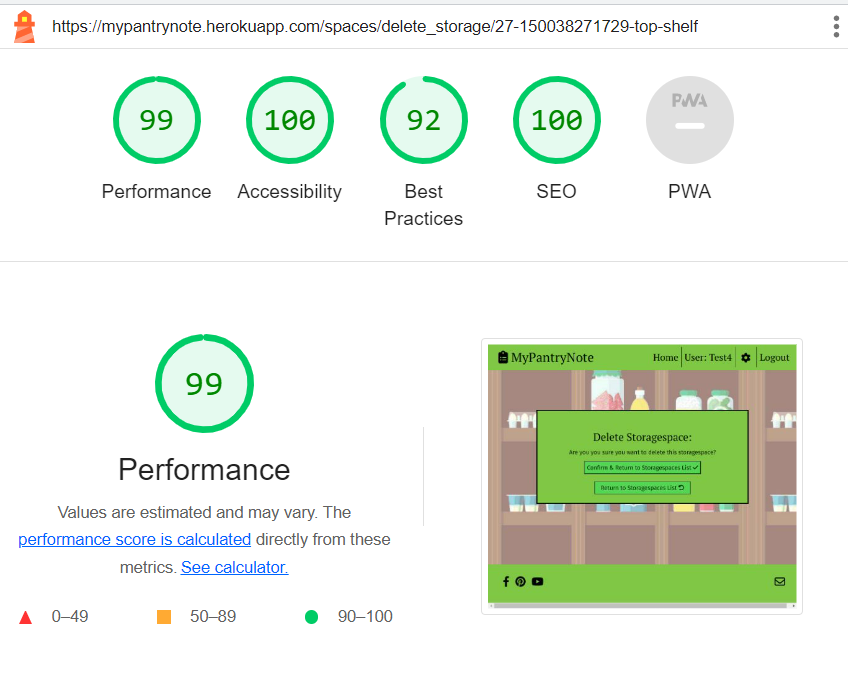 https://mypantrynote.herokuapp.com/spaces/delete_storage/27-150038271729-top-shelf
99
100
92
100
PWA
Performance
Accessibility
Best
Practices
SEO
PWA
99
Performance
Values are estimated and may vary. The
performance score is calculated directly from these
metrics. See calculator.
0–49
50–89
90–100
MyPantryNote
Home
User: Test4
Logout
Delete Storagespace:
Are you you sure you want to delete this storagespace?
Confirm & Return to Storagespaces List
Return to Storagespaces List